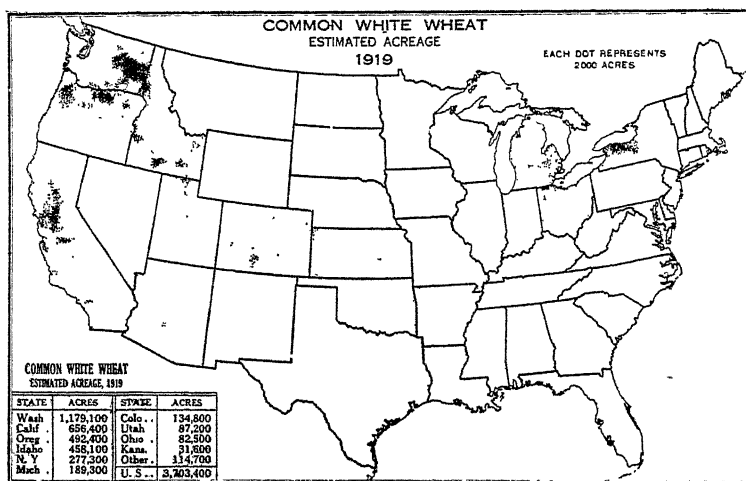 COMMON WHITE WHEAT
ESTIMATED ACREAGE
1919
EACH DOT REPRESENTS
2000 ACRES
COMMON WHITE WHEAT
ESTIMATED ACREAGE, 1919
STATE ACRES STATE ACRES
Wash 1,179,100 Colo.. 134,800
Calif . 656,400 Utah 87,200
Oreg . 492,400 Ohio . 82,500
Idaho 458,100 Kans. 31,600
N. Y 277,300 Other . 114,700
Mich . 189,300 U. S.. 3,703,400